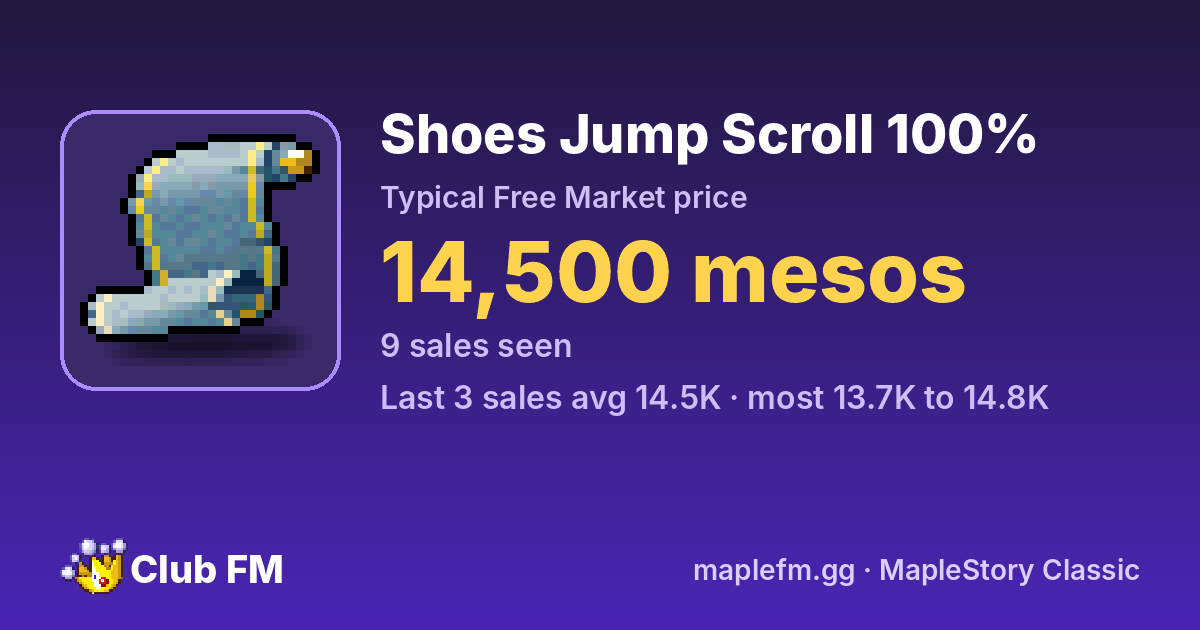 Shoes Jump Scroll 100%
Typical Free Market price
14,500 mesos
9 sales seen
Last 3 sales avg 14.5K · most 13.7K to 14.8K
Club FM
maplefm.gg · MapleStory Classic